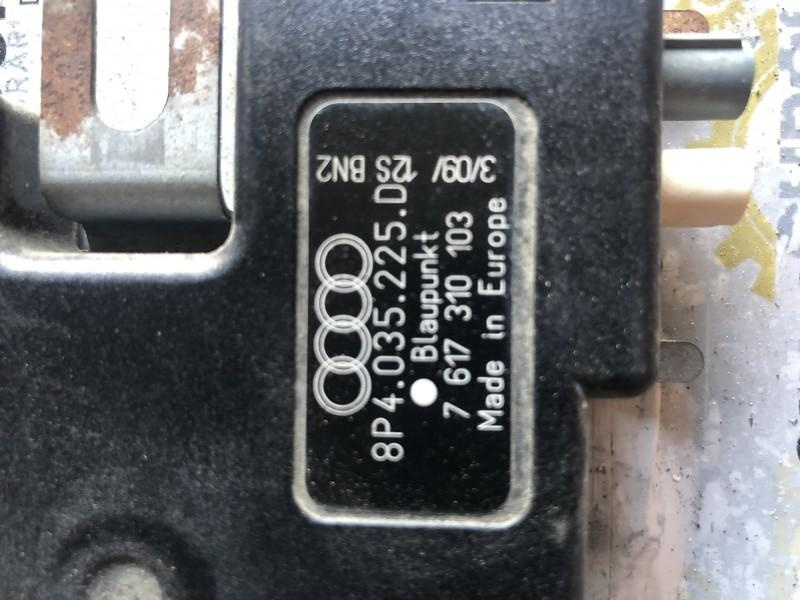 8P4.035.225.D
Blaupunkt
7 617 310 103
Made in Europe
3/09/ 12S BN2